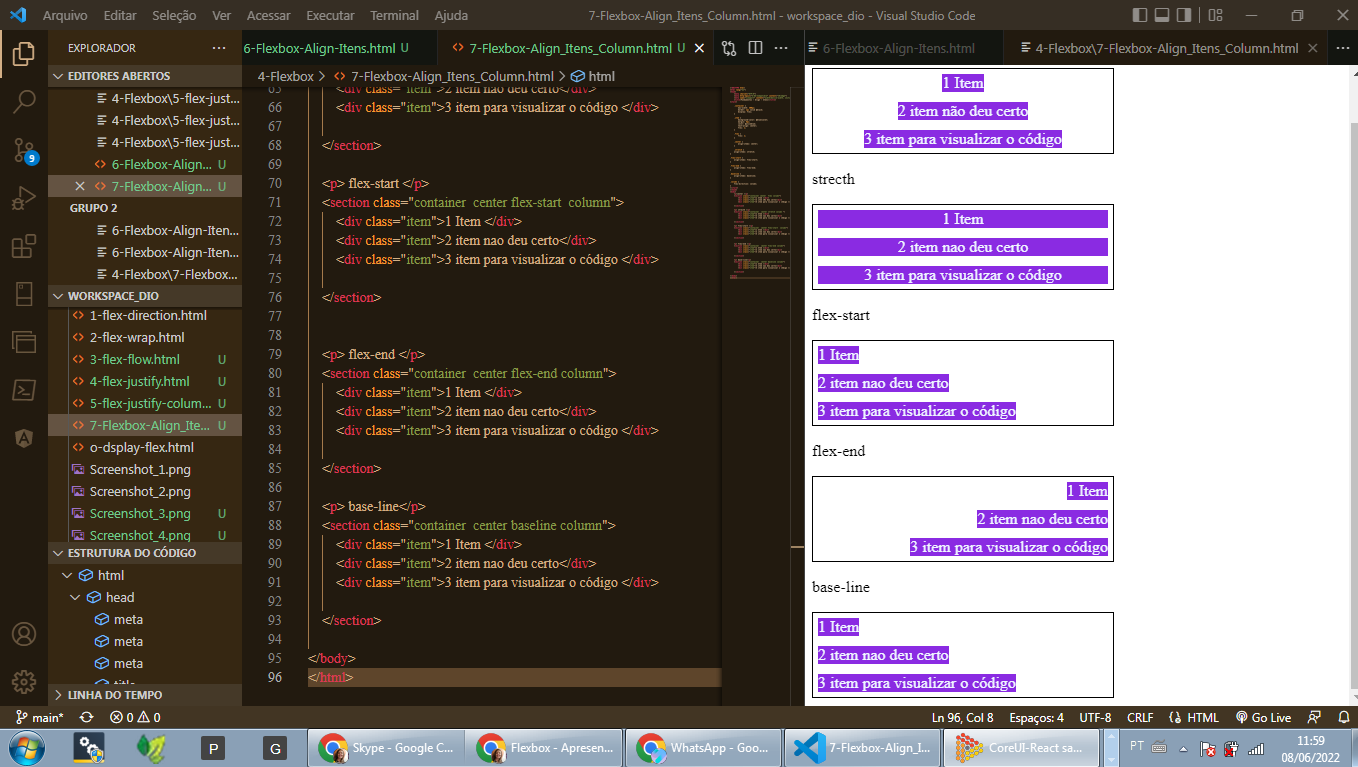 Arquivo Editar Seleção Ver Acessar Executar Terminal Ajuda
7-Flexbox-Align_Itens_Column.html - workspace_dio - Visual Studio Code
EXPLORADOR
EDITORES ABERTOS
4-Flexbox\5-flex-just...
4-Flexbox\5-flex-just...
4-Flexbox\5-flex-just...
6-Flexbox-Align... U
7-Flexbox-Align... U
GRUPO 2
6-Flexbox-Align-Iten...
6-Flexbox-Align-Iten...
4-Flexbox\7-Flexbox...
WORKSPACE_DIO
1-flex-direction.html
2-flex-wrap.html
3-flex-flow.html U
4-flex-justify.html U
5-flex-justify-colum... U
7-Flexbox-Align_Ite... U
o-dsplay-flex.html
Screenshot_1.png
Screenshot_2.png
Screenshot_3.png U
Screenshot_4.png U
ESTRUTURA DO CÓDIGO
html
head
meta
meta
meta
title
LINHA DO TEMPO
9
6-Flexbox-Align-Itens.html U
7-Flexbox-Align_Itens_Column.html U
4-Flexbox > 7-Flexbox-Align_Itens_Column.html > html
65 <div class="item">2 item nao deu certo</div>
66 <div class="item">3 item para visualizar o código </div>
67
68 </section>
69
70 <p> flex-start </p>
71 <section class="container center flex-start column">
72 <div class="item">1 Item </div>
73 <div class="item">2 item nao deu certo</div>
74 <div class="item">3 item para visualizar o código </div>
75
76 </section>
77
78
79 <p> flex-end </p>
80 <section class="container center flex-end column">
81 <div class="item">1 Item </div>
82 <div class="item">2 item nao deu certo</div>
83 <div class="item">3 item para visualizar o código </div>
84
85 </section>
86
87 <p> base-line</p>
88 <section class="container center baseline column">
89 <div class="item">1 Item </div>
90 <div class="item">2 item nao deu certo</div>
91 <div class="item">3 item para visualizar o código </div>
92
93 </section>
94
95 </body>
96 </html>
6-Flexbox-Align-Itens.html
4-Flexbox\7-Flexbox-Align_Itens_Column.html
1 Item
2 item não deu certo
3 item para visualizar o código
strecth
1 Item
2 item nao deu certo
3 item para visualizar o código
flex-start
1 Item
2 item nao deu certo
3 item para visualizar o código
flex-end
1 Item
2 item nao deu certo
3 item para visualizar o código
base-line
1 Item
2 item nao deu certo
3 item para visualizar o código
main* 0 0
Ln 96, Col 8 Espaços: 4 UTF-8 CRLF HTML Go Live
P
G
Skype - Google C...
Flexbox - Apresen...
WhatsApp - Goo...
7-Flexbox-Align_I...
CoreUI-React sa...
PT
11:59
08/06/2022